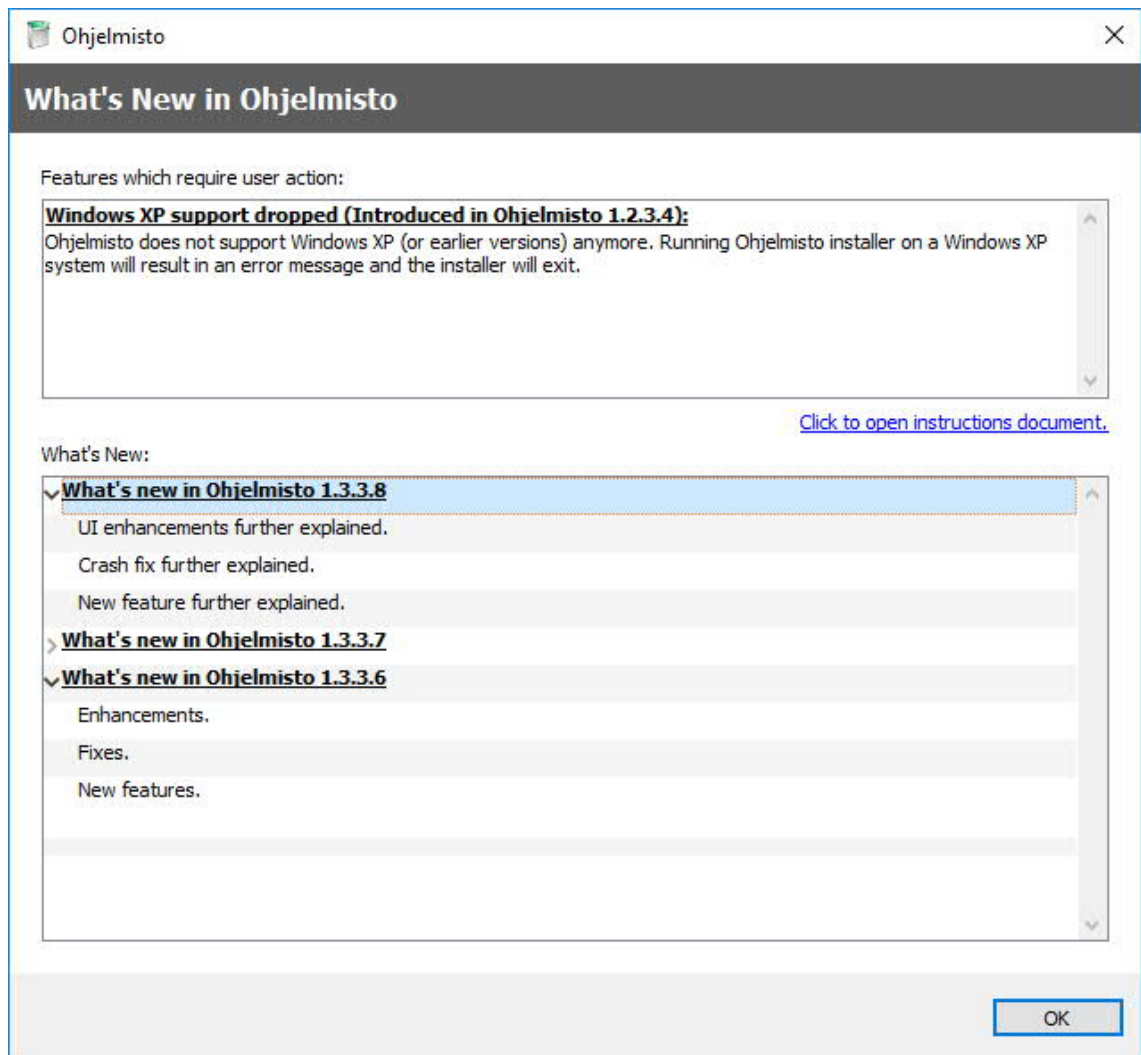 Ohjelmisto
What's New in Ohjelmisto
Features which require user action:
Windows XP support dropped (Introduced in Ohjelmisto 1.2.3.4):
Ohjelmisto does not support Windows XP (or earlier versions) anymore. Running Ohjelmisto installer on a Windows XP
system will result in an error message and the installer will exit.
Click to open instructions document.
What's New:
What's new in Ohjelmisto 1.3.3.8
UI enhancements further explained.
Crash fix further explained.
New feature further explained.
What's new in Ohjelmisto 1.3.3.7
What's new in Ohjelmisto 1.3.3.6
Enhancements.
Fixes.
New features.
OK